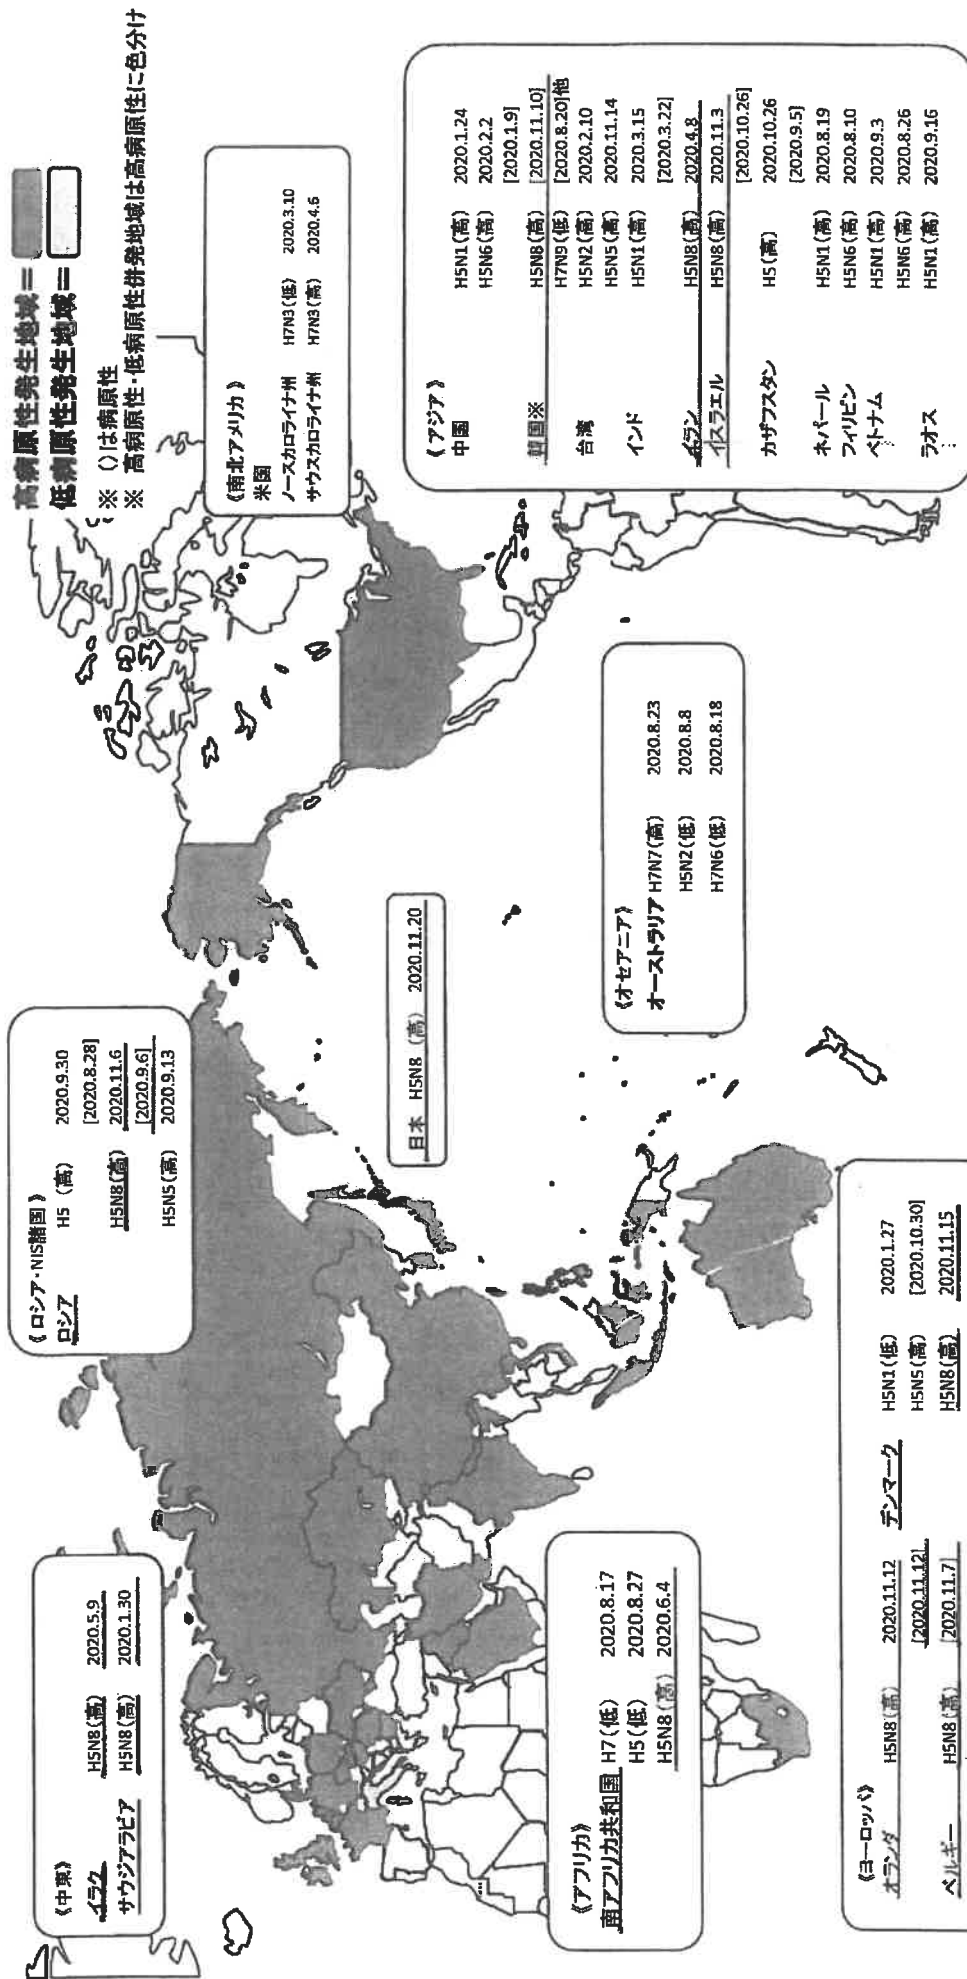 高病原性発生地域＝
低病原性発生地域＝
※ ()は病原性
※ 高病原性・低病原性併発地域は高病原性に色分け
《中東》
イラク H5N8(高) 2020.5.9
サウジアラビア H5N8(高) 2020.1.30
《ロシア・NIS諸国》
ロシア H5 (高) 2020.9.30
[2020.8.28]
H5N8(高) 2020.11.6
[2020.9.6]
H5N5(高) 2020.9.13
《南北アメリカ》
米国
ノースカロライナ州 H7N3(低) 2020.3.10
サウスカロライナ州 H7N3(高) 2020.4.6
日本 H5N8 (高) 2020.11.20
《アジア》
中国 H5N1(高) 2020.1.24
H5N6(高) 2020.2.2
[2020.1.9]
韓国※ H5N8(高) [2020.11.10]
H7N9(低) [2020.8.20]他
台湾 H5N2(高) 2020.2.10
H5N5(高) 2020.11.14
インド H5N1(高) 2020.3.15
[2020.3.22]
イラン H5N8(高) 2020.4.8
イスラエル H5N8(高) 2020.11.3
[2020.10.26]
カザフスタン H5(高) 2020.10.26
[2020.9.5]
ネパール H5N1(高) 2020.8.19
フィリピン H5N6(高) 2020.8.10
ベトナム H5N1(高) 2020.9.3
H5N6(高) 2020.8.26
ラオス H5N1(高) 2020.9.16
《オセアニア》
オーストラリア H7N7(高) 2020.8.23
H5N2(低) 2020.8.8
H7N6(低) 2020.8.18
《アフリカ》
南アフリカ共和国 H7(低) 2020.8.17
H5(低) 2020.8.27
H5N8(高) 2020.6.4
《ヨーロッパ》
オランダ H5N8(高) 2020.11.12 デンマーク H5N1(低) 2020.1.27
[2020.11.12] H5N5(高) [2020.10.30]
ベルギー H5N8(高) [2020.11.7] H5N8(高) 2020.11.15